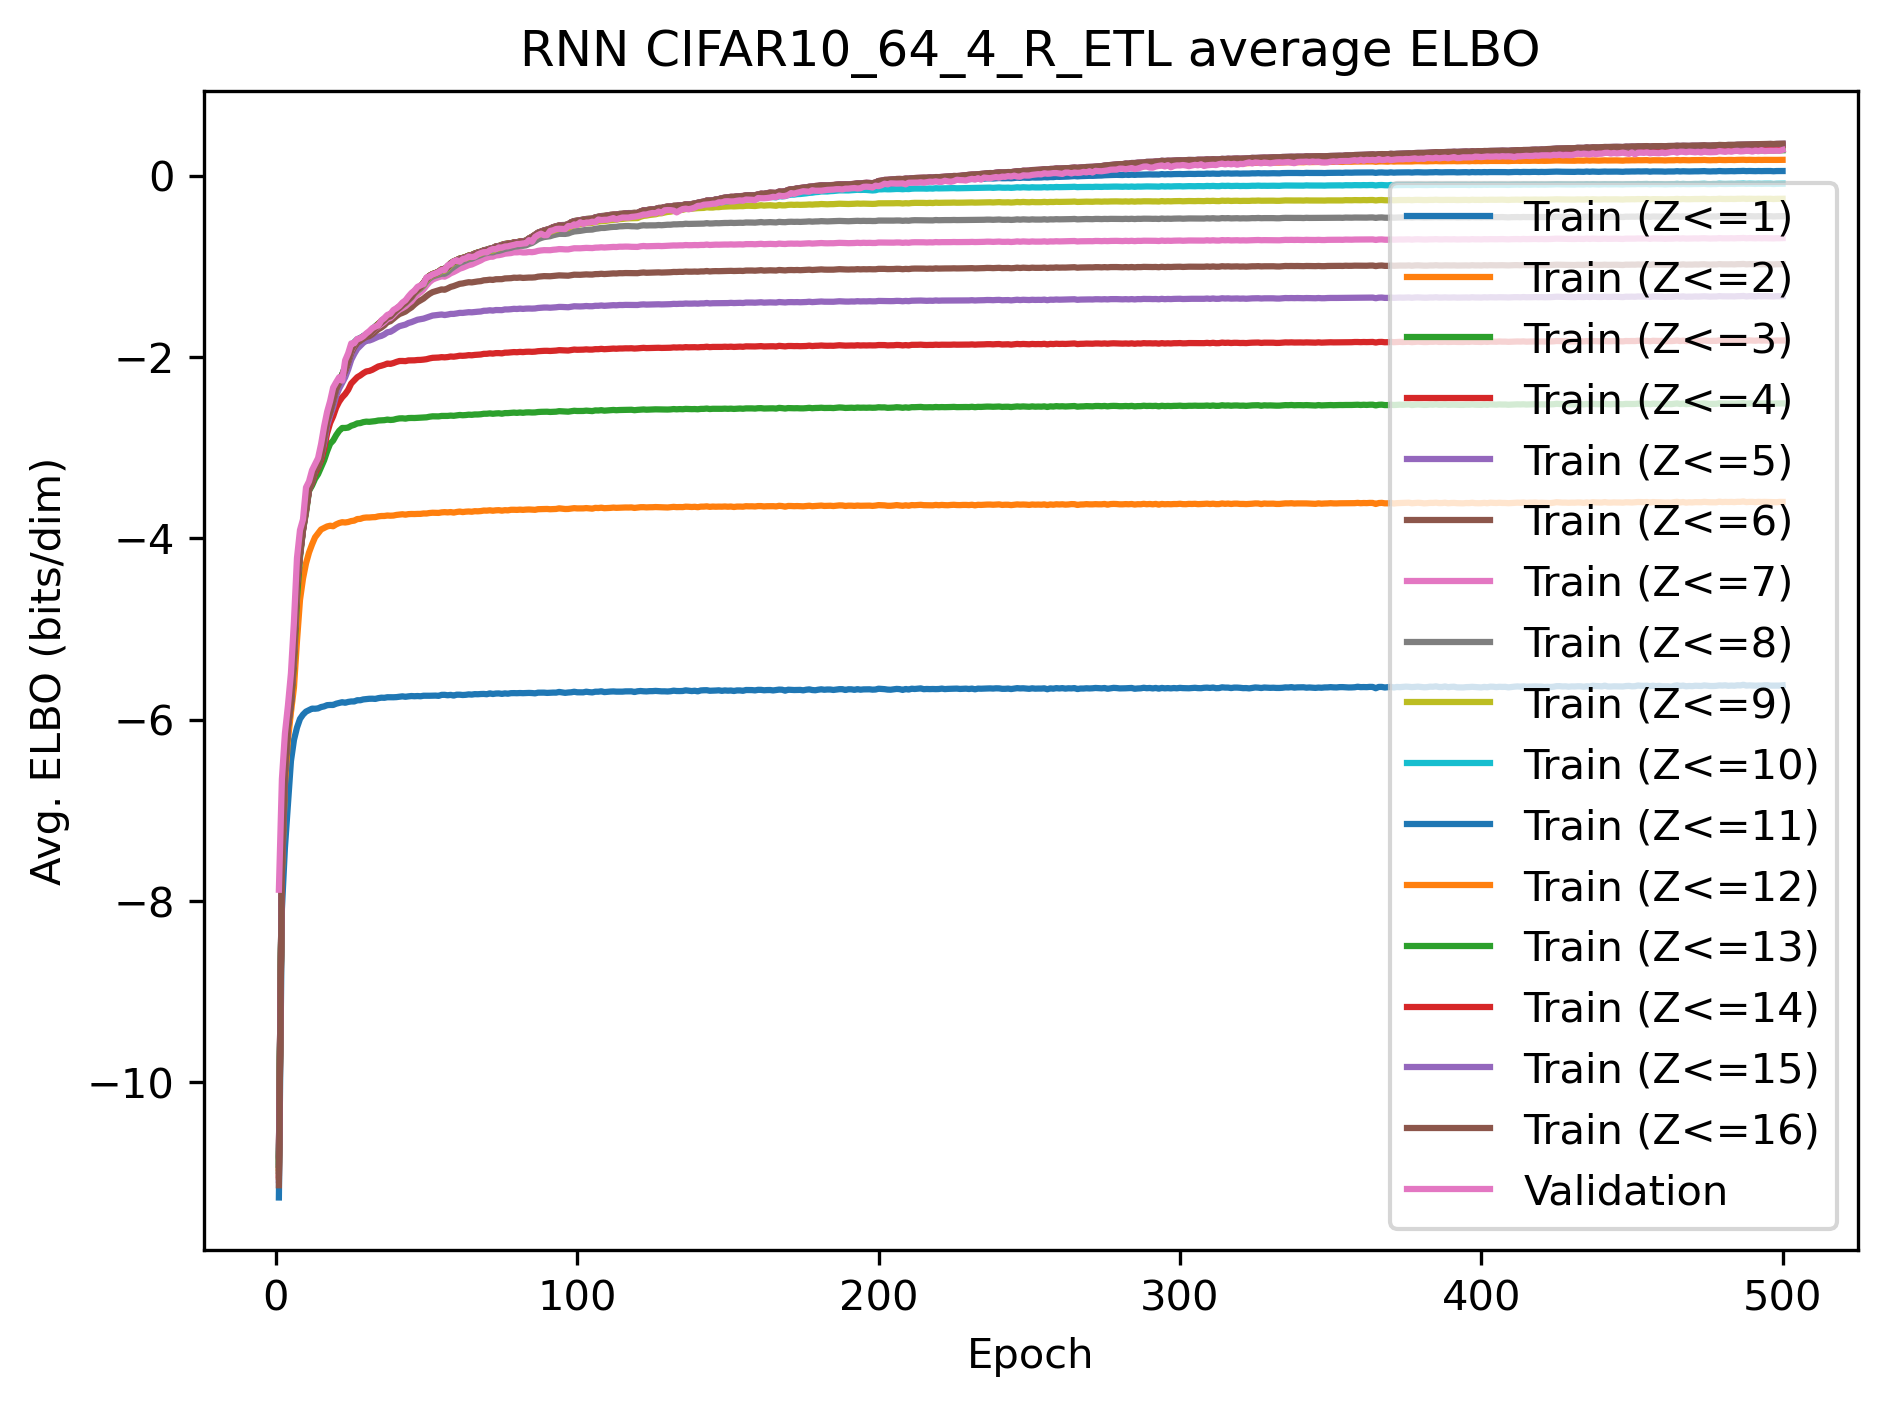 RNN CIFAR10_64_4_R_ETL average ELBO
Avg. ELBO (bits/dim)
0
−2
−4
−6
−8
−10
Train (Z<=1)
Train (Z<=2)
Train (Z<=3)
Train (Z<=4)
Train (Z<=5)
Train (Z<=6)
Train (Z<=7)
Train (Z<=8)
Train (Z<=9)
Train (Z<=10)
Train (Z<=11)
Train (Z<=12)
Train (Z<=13)
Train (Z<=14)
Train (Z<=15)
Train (Z<=16)
Validation
0 100 200 300 400 500
Epoch